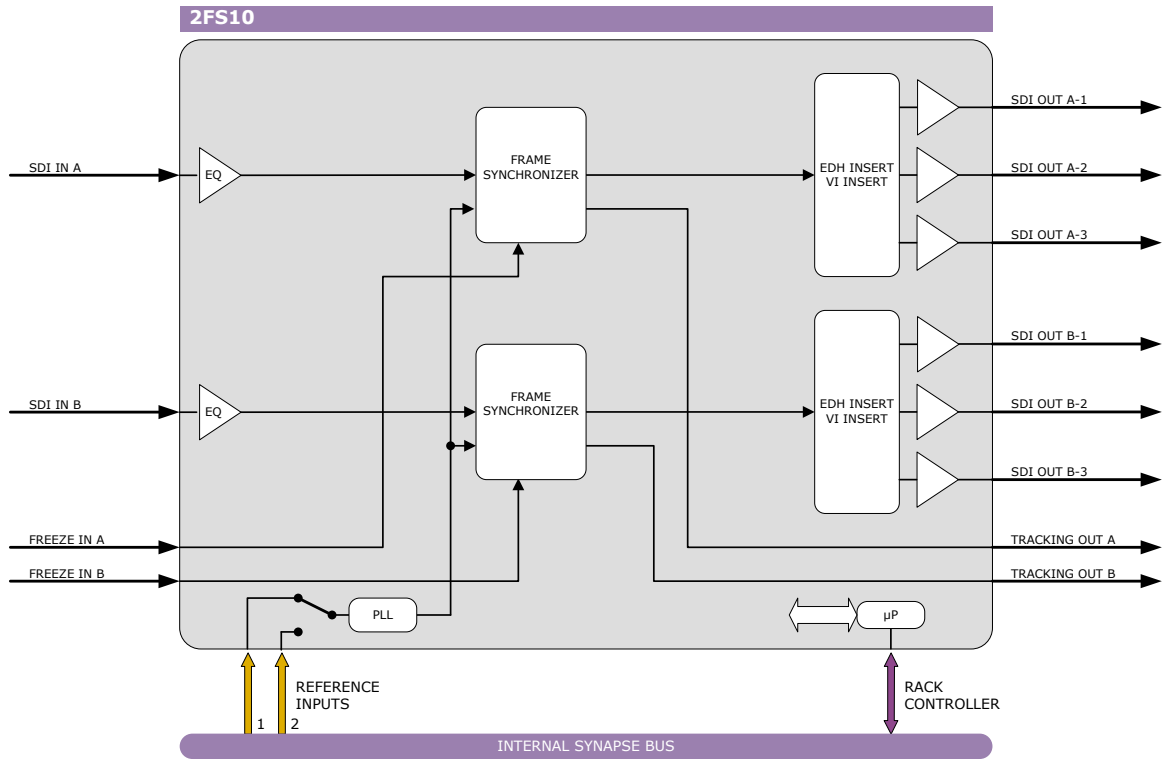 2FS10
SDI IN A
EQ
FRAME
SYNCHRONIZER
EDH INSERT
VI INSERT
SDI OUT A-1
SDI OUT A-2
SDI OUT A-3
SDI IN B
EQ
FRAME
SYNCHRONIZER
EDH INSERT
VI INSERT
SDI OUT B-1
SDI OUT B-2
SDI OUT B-3
FREEZE IN A
FREEZE IN B
TRACKING OUT A
TRACKING OUT B
PLL
µP
REFERENCE
INPUTS
1 2
RACK
CONTROLLER
INTERNAL SYNAPSE BUS